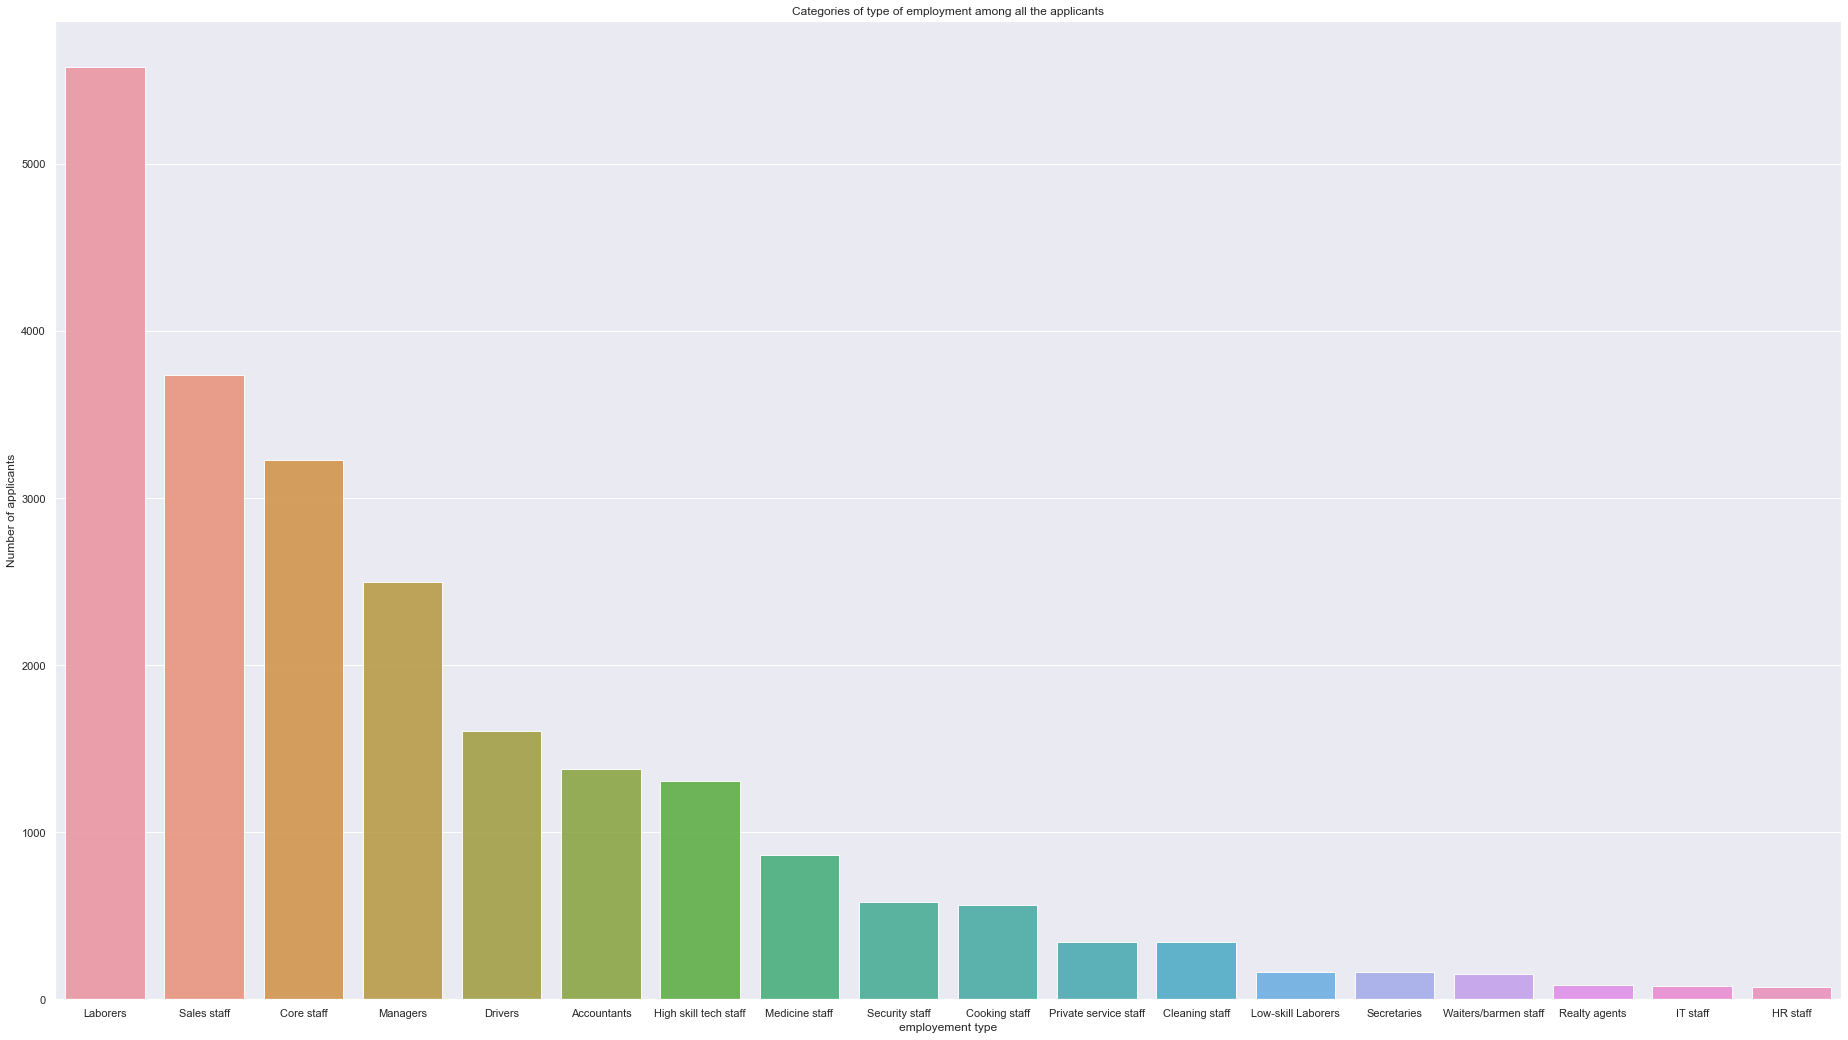 Categories of type of employment among all the applicants
Number of applicants
5000
4000
3000
2000
1000
0
Laborers
Sales staff
Core staff
Managers
Drivers
Accountants
High skill tech staff
Medicine staff
Security staff
Cooking staff
Private service staff
Cleaning staff
Low-skill Laborers
Secretaries
Waiters/barmen staff
Realty agents
IT staff
HR staff
employement type